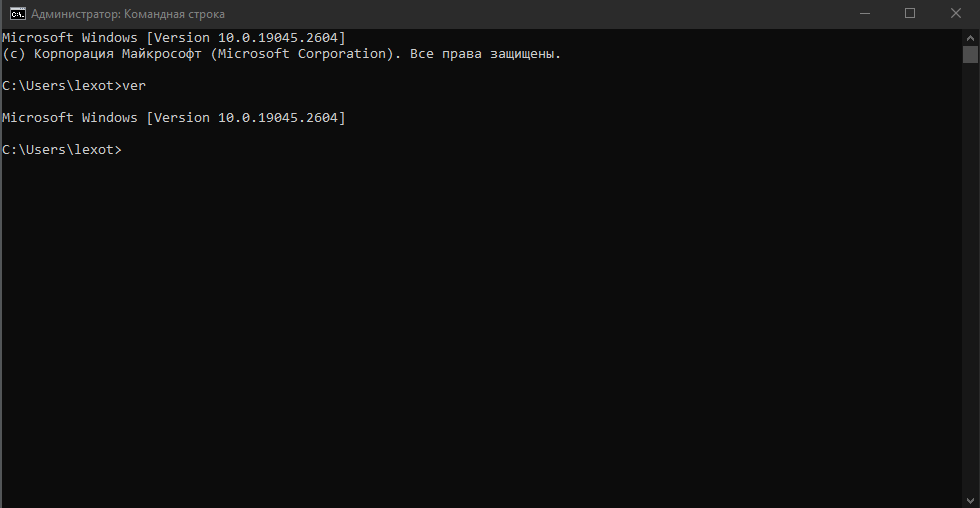 Администратор: Командная строка
Microsoft Windows [Version 10.0.19045.2604]
(c) Корпорация Майкрософт (Microsoft Corporation). Все права защищены.
C:\Users\lexot>ver
Microsoft Windows [Version 10.0.19045.2604]
C:\Users\lexot>